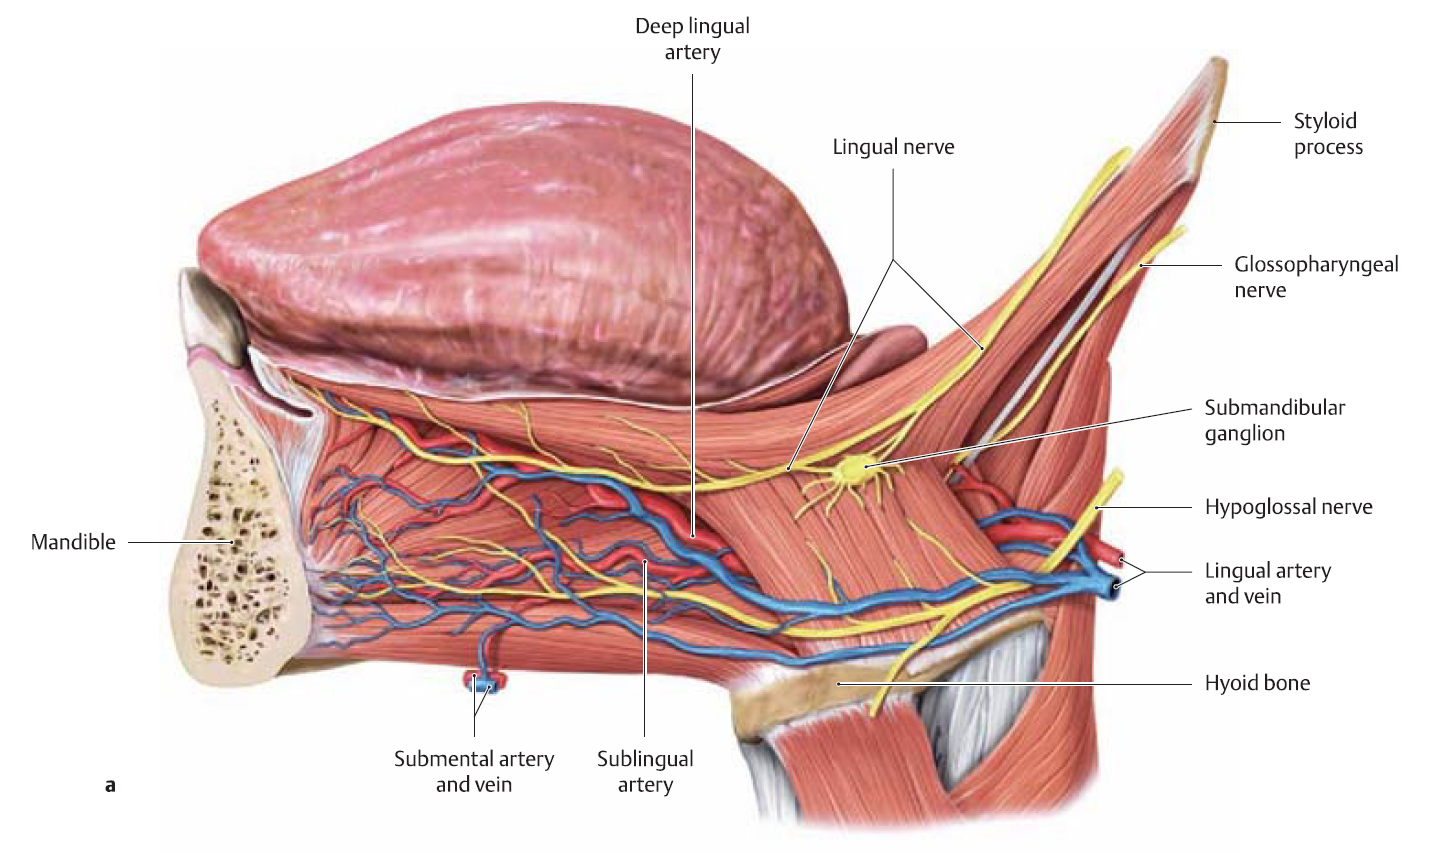 Deep lingual
artery
Lingual nerve
Styloid
process
Glossopharyngeal
nerve
Submandibular
ganglion
Hypoglossal nerve
Mandible
Lingual artery
and vein
Hyoid bone
Submental artery
and vein
Sublingual
artery
a